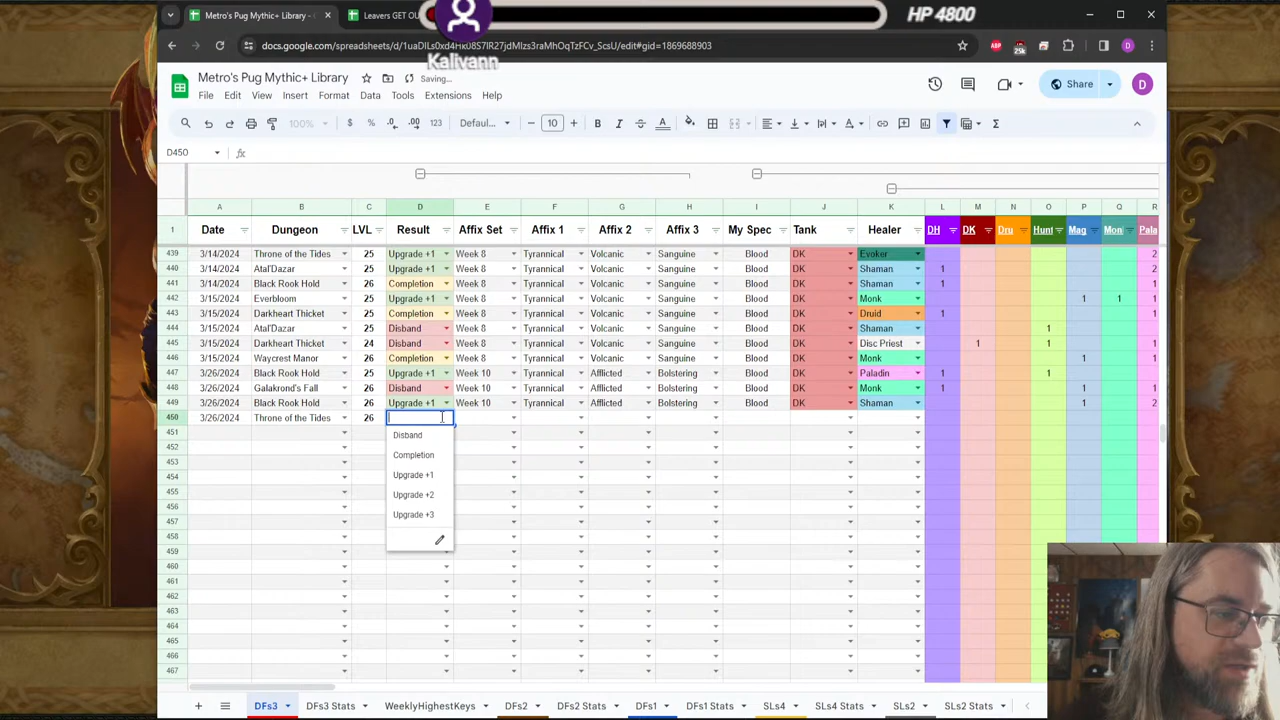 Metro's Pug Mythic+ Library -
Leavers GET OU
HP 4800
Kalivann
Metro's Pug Mythic+ Library
Saving...
File Edit View Insert Format Data Tools Extensions Help
Share
D
100% $ % .0 .00 123 Defaul... 10 B I A
D450 fx
A B C D E F G H I J K L M N O P Q R
1 Date Dungeon LVL Result Affix Set Affix 1 Affix 2 Affix 3 My Spec Tank Healer DH DK Dru Hunt Mag Mon Pala
439 3/14/2024 Throne of the Tides 25 Upgrade +1 Week 8 Tyrannical Volcanic Sanguine Blood DK Evoker 2
440 3/14/2024 Atal'Dazar 25 Upgrade +1 Week 8 Tyrannical Volcanic Sanguine Blood DK Shaman 1 2
441 3/14/2024 Black Rook Hold 26 Completion Week 8 Tyrannical Volcanic Sanguine Blood DK Shaman 1 1
442 3/15/2024 Everbloom 25 Upgrade +1 Week 8 Tyrannical Volcanic Sanguine Blood DK Monk 1 1 1
443 3/15/2024 Darkheart Thicket 25 Completion Week 8 Tyrannical Volcanic Sanguine Blood DK Druid 1 1
444 3/15/2024 Atal'Dazar 25 Disband Week 8 Tyrannical Volcanic Sanguine Blood DK Shaman 1
445 3/15/2024 Darkheart Thicket 24 Disband Week 8 Tyrannical Volcanic Sanguine Blood DK Disc Priest 1 1 1
446 3/15/2024 Waycrest Manor 26 Completion Week 8 Tyrannical Volcanic Sanguine Blood DK Monk 1 1
447 3/26/2024 Black Rook Hold 25 Upgrade +1 Week 10 Tyrannical Afflicted Bolstering Blood DK Paladin 1 1
448 3/26/2024 Galakrond's Fall 26 Disband Week 10 Tyrannical Afflicted Bolstering Blood DK Monk 1 1 1
449 3/26/2024 Black Rook Hold 26 Upgrade +1 Week 10 Tyrannical Afflicted Bolstering Blood DK Shaman 1 2
450 3/26/2024 Throne of the Tides 26
451
452
453
454
455
456
457
458
459
460
461
462
463
464
465
466
467
Disband
Completion
Upgrade +1
Upgrade +2
Upgrade +3
DFs3 DFs3 Stats WeeklyHighestKeys DFs2 DFs2 Stats DFs1 DFs1 Stats SLs4 SLs4 Stats SLs2 SLs2 Stats